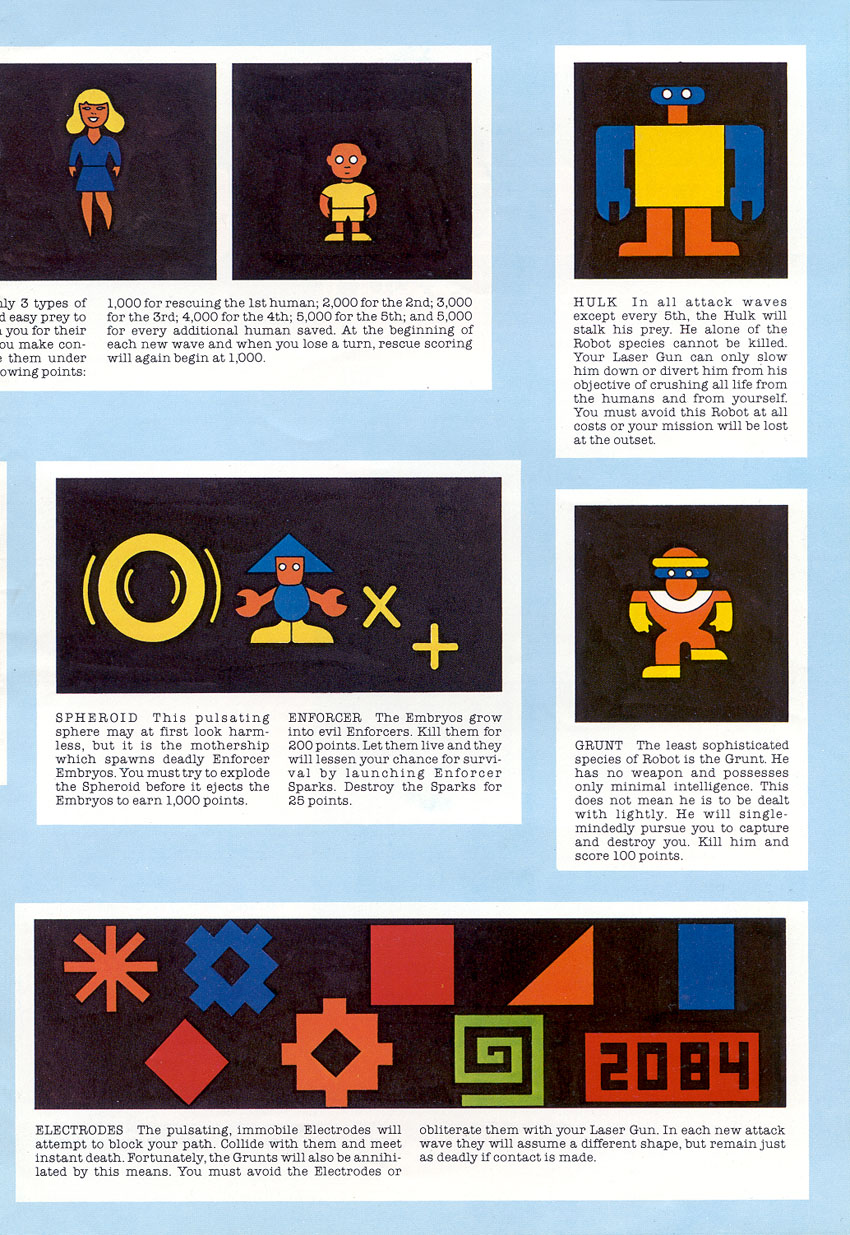 nly 3 types of
d easy prey to
you for their
ou make con-
them under
owing points:
1,000 for rescuing the 1st human; 2,000 for the 2nd; 3,000
for the 3rd; 4,000 for the 4th; 5,000 for the 5th; and 5,000
for every additional human saved. At the beginning of
each new wave and when you lose a turn, rescue scoring
will again begin at 1,000.
HULK In all attack waves
except every 5th, the Hulk will
stalk his prey. He alone of the
Robot species cannot be killed.
Your Laser Gun can only slow
him down or divert him from his
objective of crushing all life from
the humans and from yourself.
You must avoid this Robot at all
costs or your mission will be lost
at the outset.
SPHEROID This pulsating
sphere may at first look harm-
less, but it is the mothership
which spawns deadly Enforcer
Embryos. You must try to explode
the Spheroid before it ejects the
Embryos to earn 1,000 points.
ENFORCER The Embryos grow
into evil Enforcers. Kill them for
200 points. Let them live and they
will lessen your chance for survi-
val by launching Enforcer
Sparks. Destroy the Sparks for
25 points.
GRUNT The least sophisticated
species of Robot is the Grunt. He
has no weapon and possesses
only minimal intelligence. This
does not mean he is to be dealt
with lightly. He will single-
mindedly pursue you to capture
and destroy you. Kill him and
score 100 points.
2084
ELECTRODES The pulsating, immobile Electrodes will
attempt to block your path. Collide with them and meet
instant death. Fortunately, the Grunts will also be annihi-
lated by this means. You must avoid the Electrodes or
obliterate them with your Laser Gun. In each new attack
wave they will assume a different shape, but remain just
as deadly if contact is made.